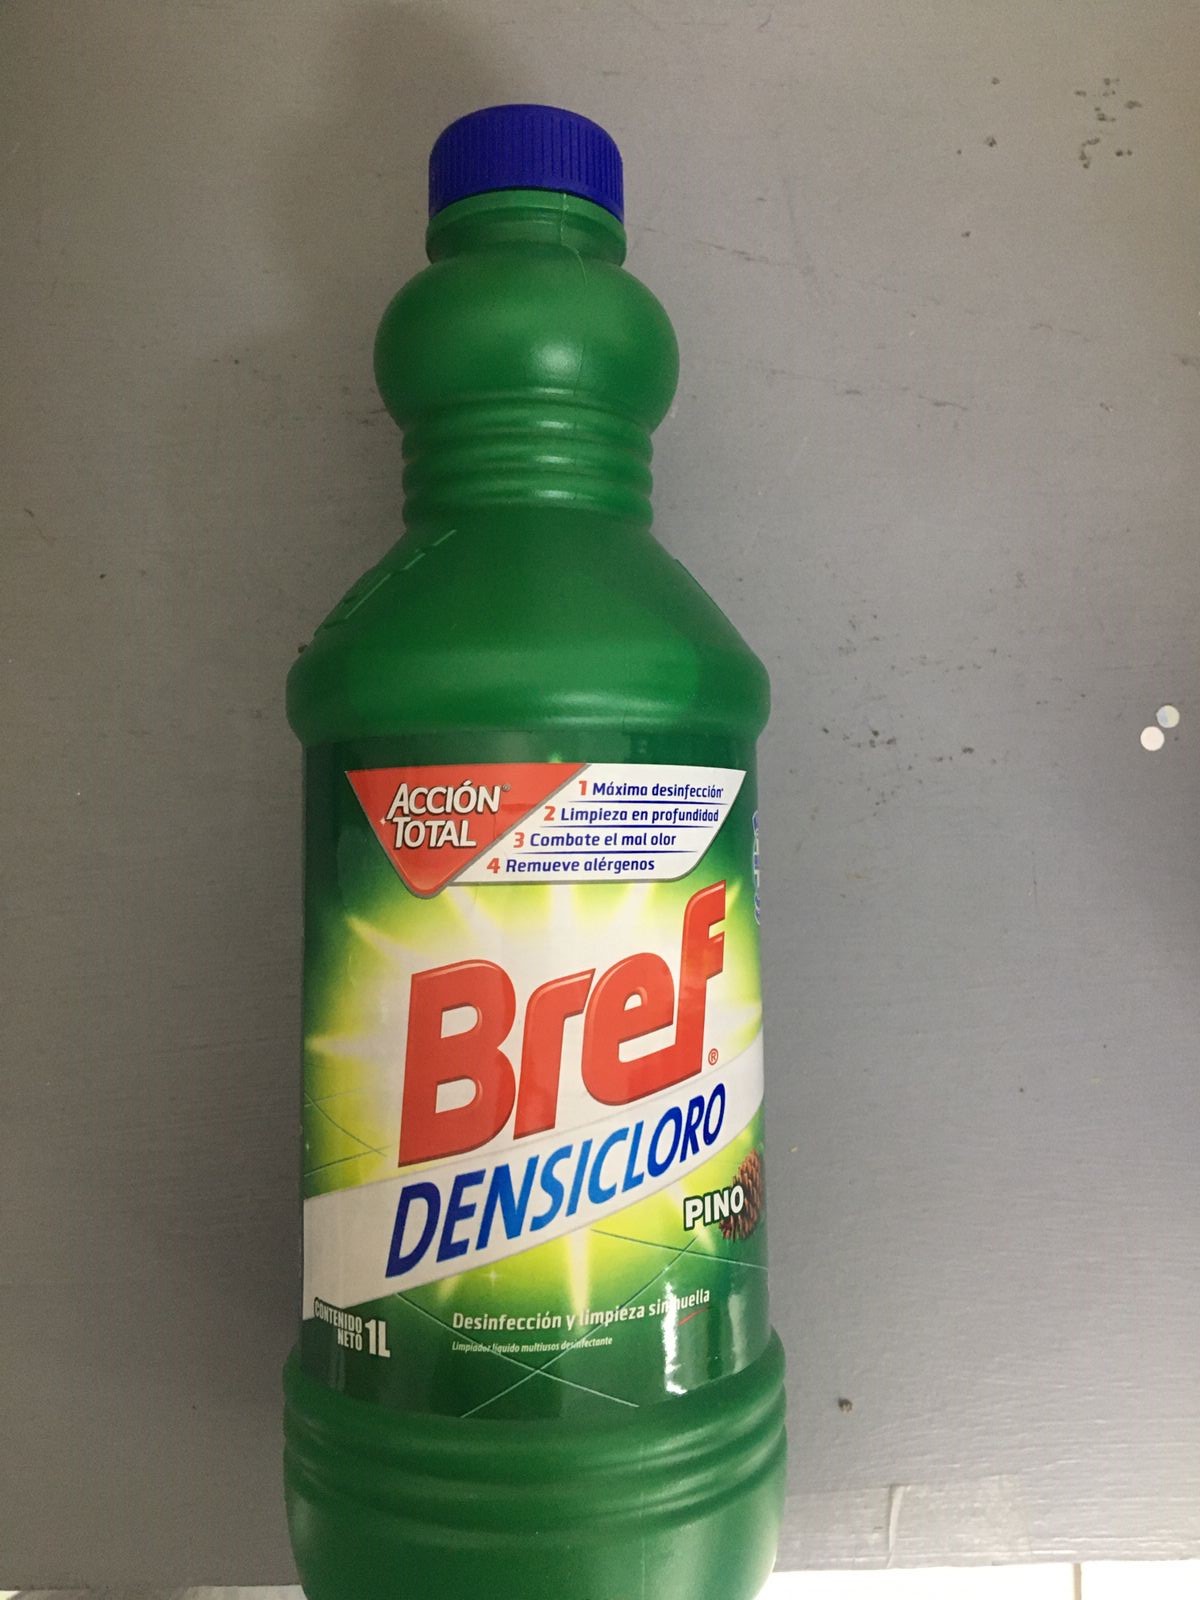 ACCIÓN®
TOTAL
1 Máxima desinfección*
2 Limpieza en profundidad
3 Combate el mal olor
4 Remueve alérgenos
Bref®
DENSICLORO
PINO
Desinfección y limpieza sin huella
Limpiador líquido multiusos desinfectante
CONTENIDO
NETO 1L